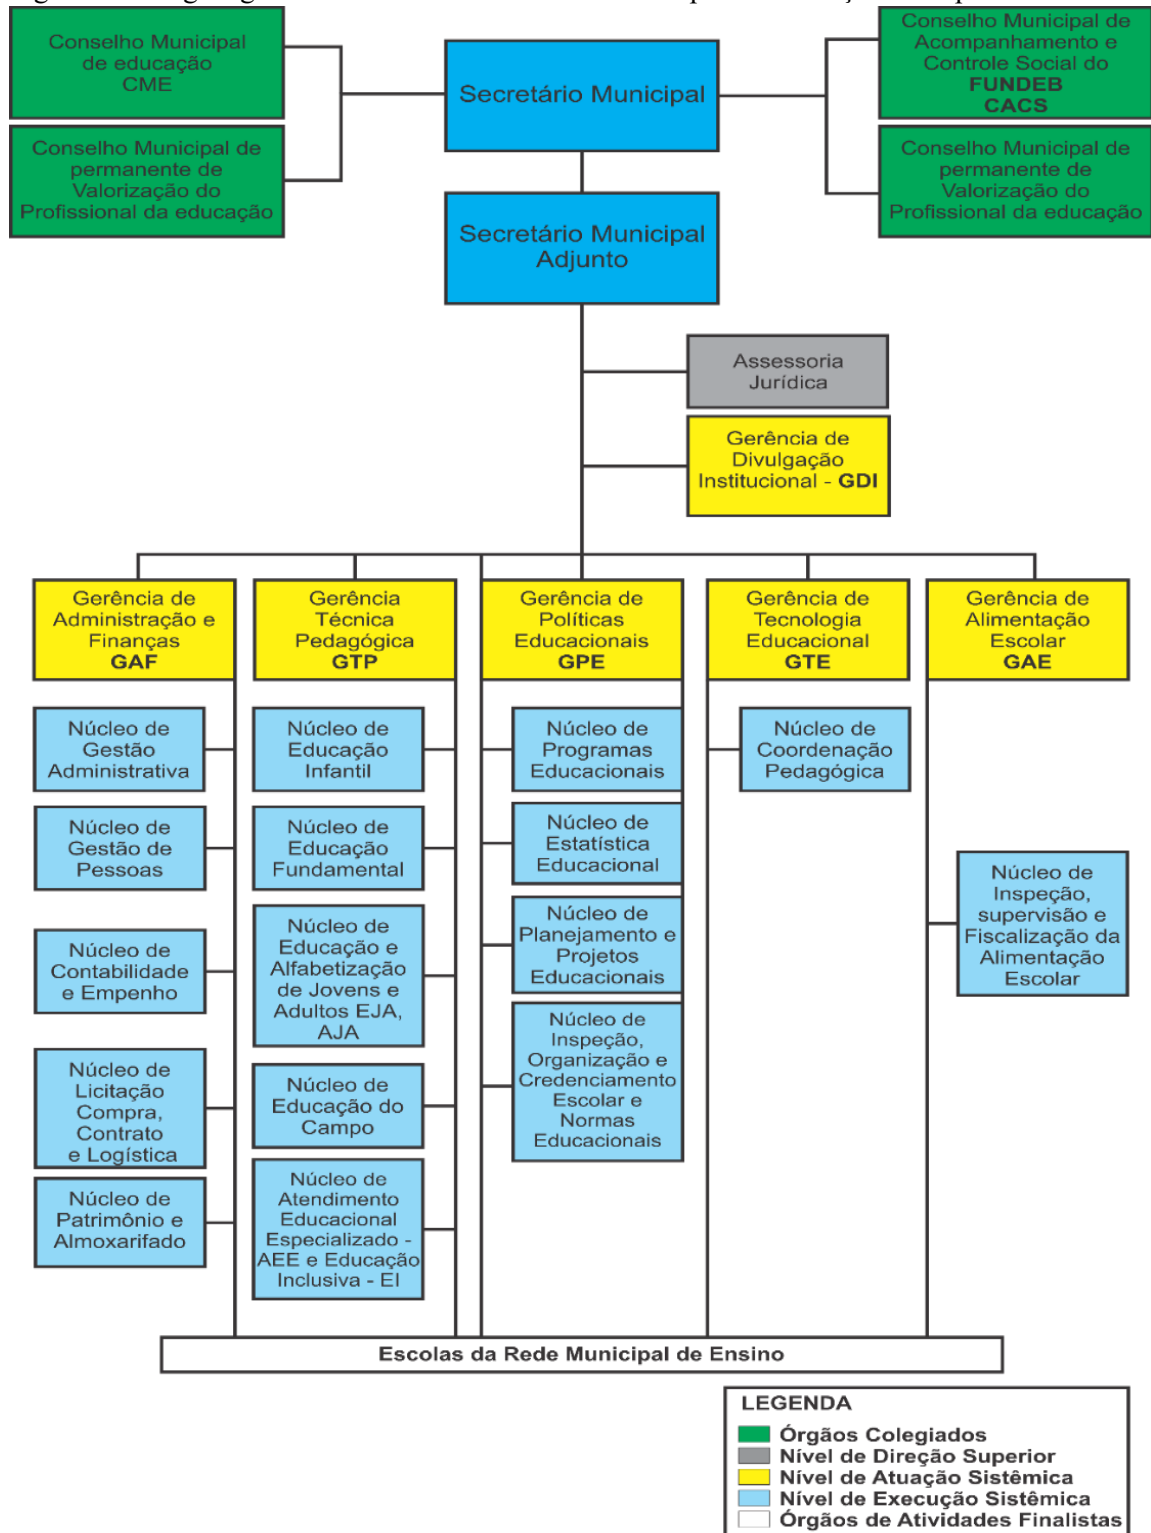 Conselho Municipal
de educação
CME
Conselho Municipal de
permanente de
Valorização do
Profissional da educação
Secretário Municipal
Secretário Municipal
Adjunto
Conselho Municipal de
Acompanhamento e
Controle Social do
FUNDEB
CACS
Conselho Municipal de
permanente de
Valorização do
Profissional da educação
Assessoria
Jurídica
Gerência de
Divulgação
Institucional - GDI
Gerência de
Administração e
Finanças
GAF
Núcleo de
Gestão
Administrativa
Núcleo de
Gestão de
Pessoas
Núcleo de
Contabilidade
e Empenho
Núcleo de
Licitação
Compra,
Contrato
e Logística
Núcleo de
Patrimônio e
Almoxarifado
Gerência
Técnica
Pedagógica
GTP
Núcleo de
Educação
Infantil
Núcleo de
Educação
Fundamental
Núcleo de
Educação e
Alfabetização
de Jovens e
Adultos EJA,
AJA
Núcleo de
Educação do
Campo
Núcleo de
Atendimento
Educacional
Especializado -
AEE e Educação
Inclusiva - EI
Gerência de
Políticas
Educacionais
GPE
Núcleo de
Programas
Educacionais
Núcleo de
Estatística
Educacional
Núcleo de
Planejamento e
Projetos
Educacionais
Núcleo de
Inspeção,
Organização e
Credenciamento
Escolar e
Normas
Educacionais
Gerência de
Tecnologia
Educacional
GTE
Núcleo de
Coordenação
Pedagógica
Gerência de
Alimentação
Escolar
GAE
Núcleo de
Inspeção,
supervisão e
Fiscalização da
Alimentação
Escolar
Escolas da Rede Municipal de Ensino
LEGENDA
Órgãos Colegiados
Nível de Direção Superior
Nível de Atuação Sistêmica
Nível de Execução Sistêmica
Órgãos de Atividades Finalistas